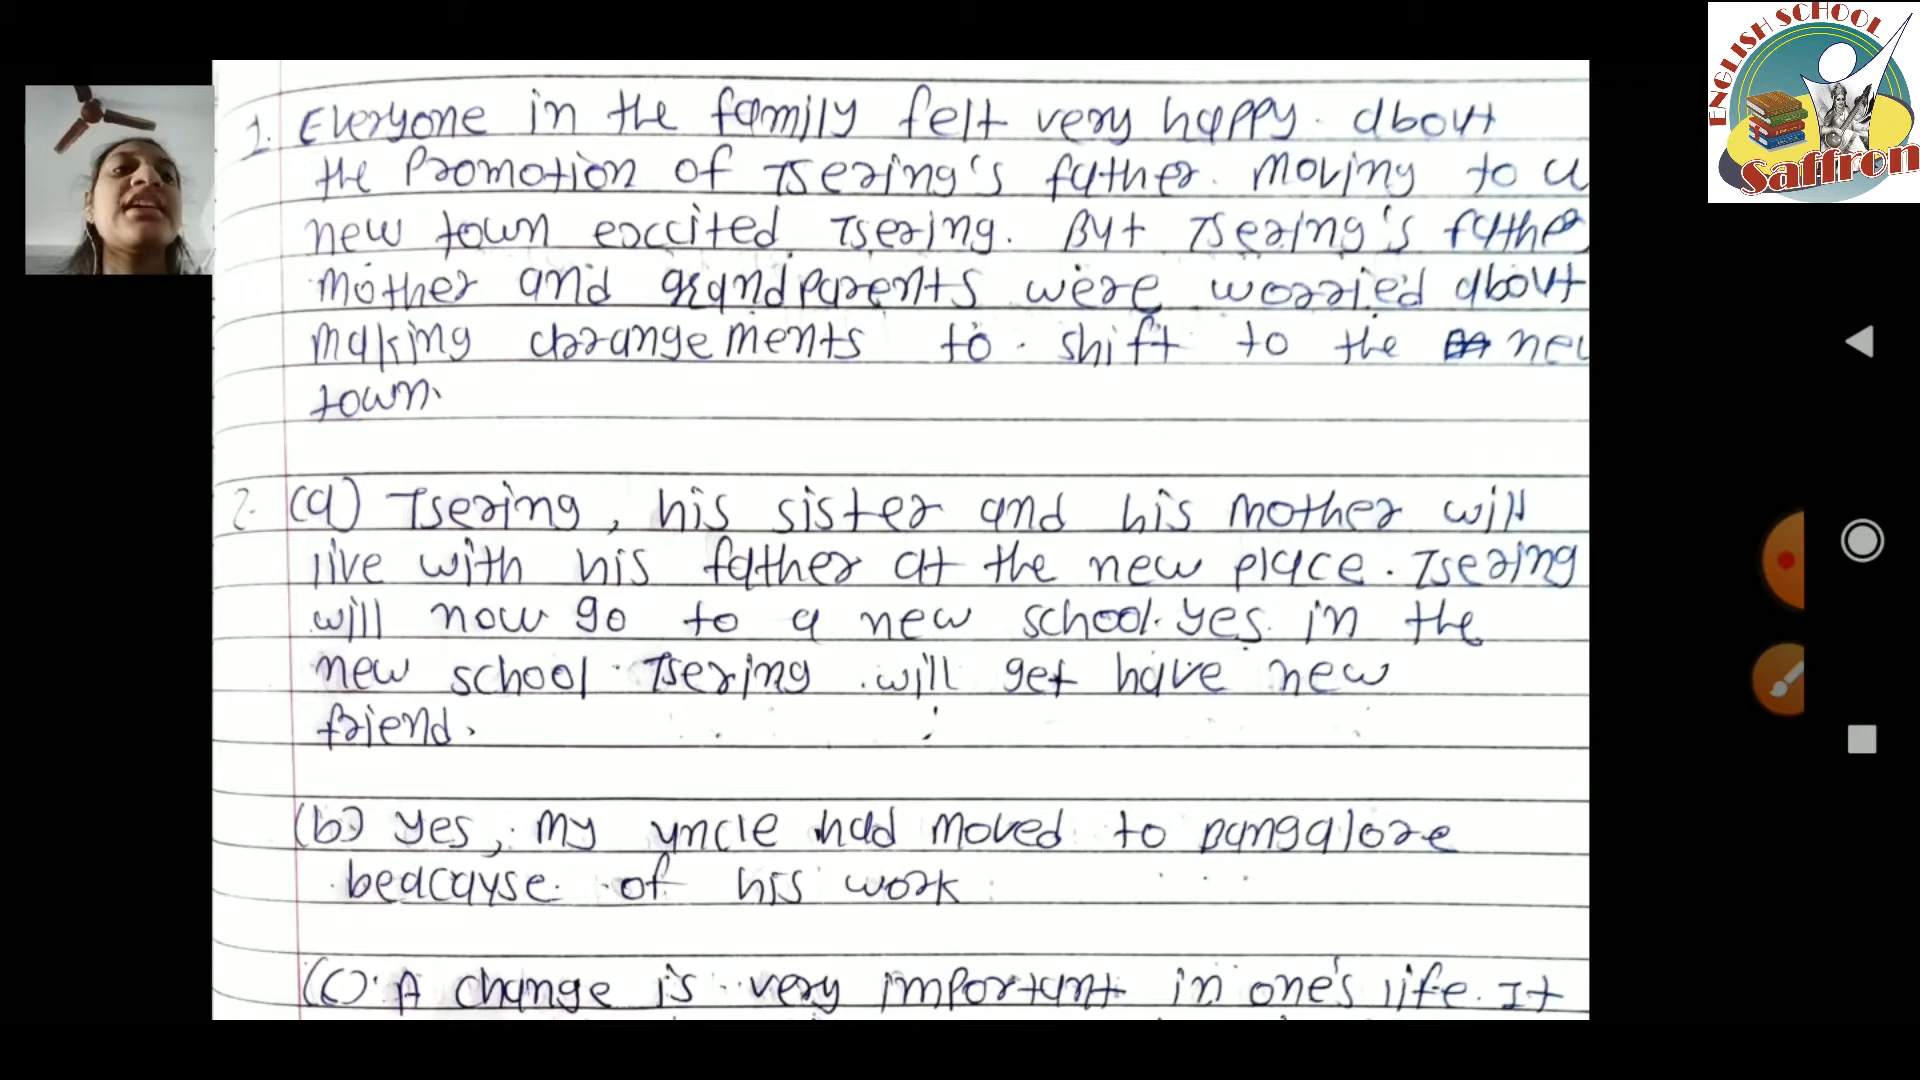 ENGLISH SCHOOL
Saffron
1. Everyone in the family felt very happy. about
the Promotion of Tsering's father. Moving to a
new town exccited Tsering. But Tsering's fathe
mother and grandparents were worried about
making arrangements to shift to the new
town.
2. (a) Tsering, his sister and his mother will
live with his father at the new place. Tsering
will now go to a new school. Yes in the
new school Tsering will get have new
friend.
(b) Yes, my uncle had moved to Bangalore
beacause of his work
(c) A change is very important in one's life. It